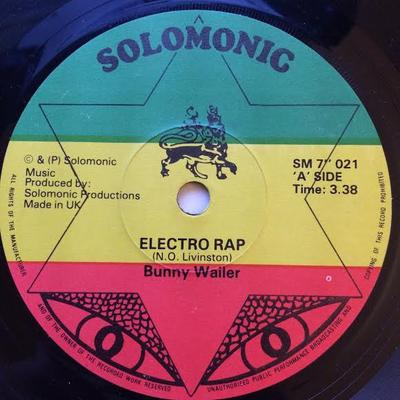 SOLOMONIC
© & (P) Solomonic
Music
Produced by:
Solomonic Productions
Made in UK
SM 7" 021
'A' SIDE
Time: 3.38
ELECTRO RAP
(N.O. Livinston)
Bunny Wailer
ALL RIGHTS OF THE MANUFACTURER
AND OF THE OWNER OF THE RECORDED WORK RESERVED
UNAUTHORIZED PUBLIC PERFORMANCE BROADCASTING AND
COPYING OF THIS RECORD PROHIBITED